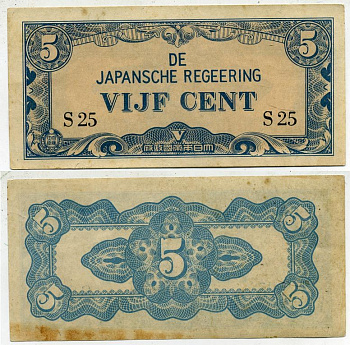 5 5
DE
JAPANSCHE REGEERING
VIJF CENT
S 25 S 25
V
府政國帝本日大
5 5
5
5 5